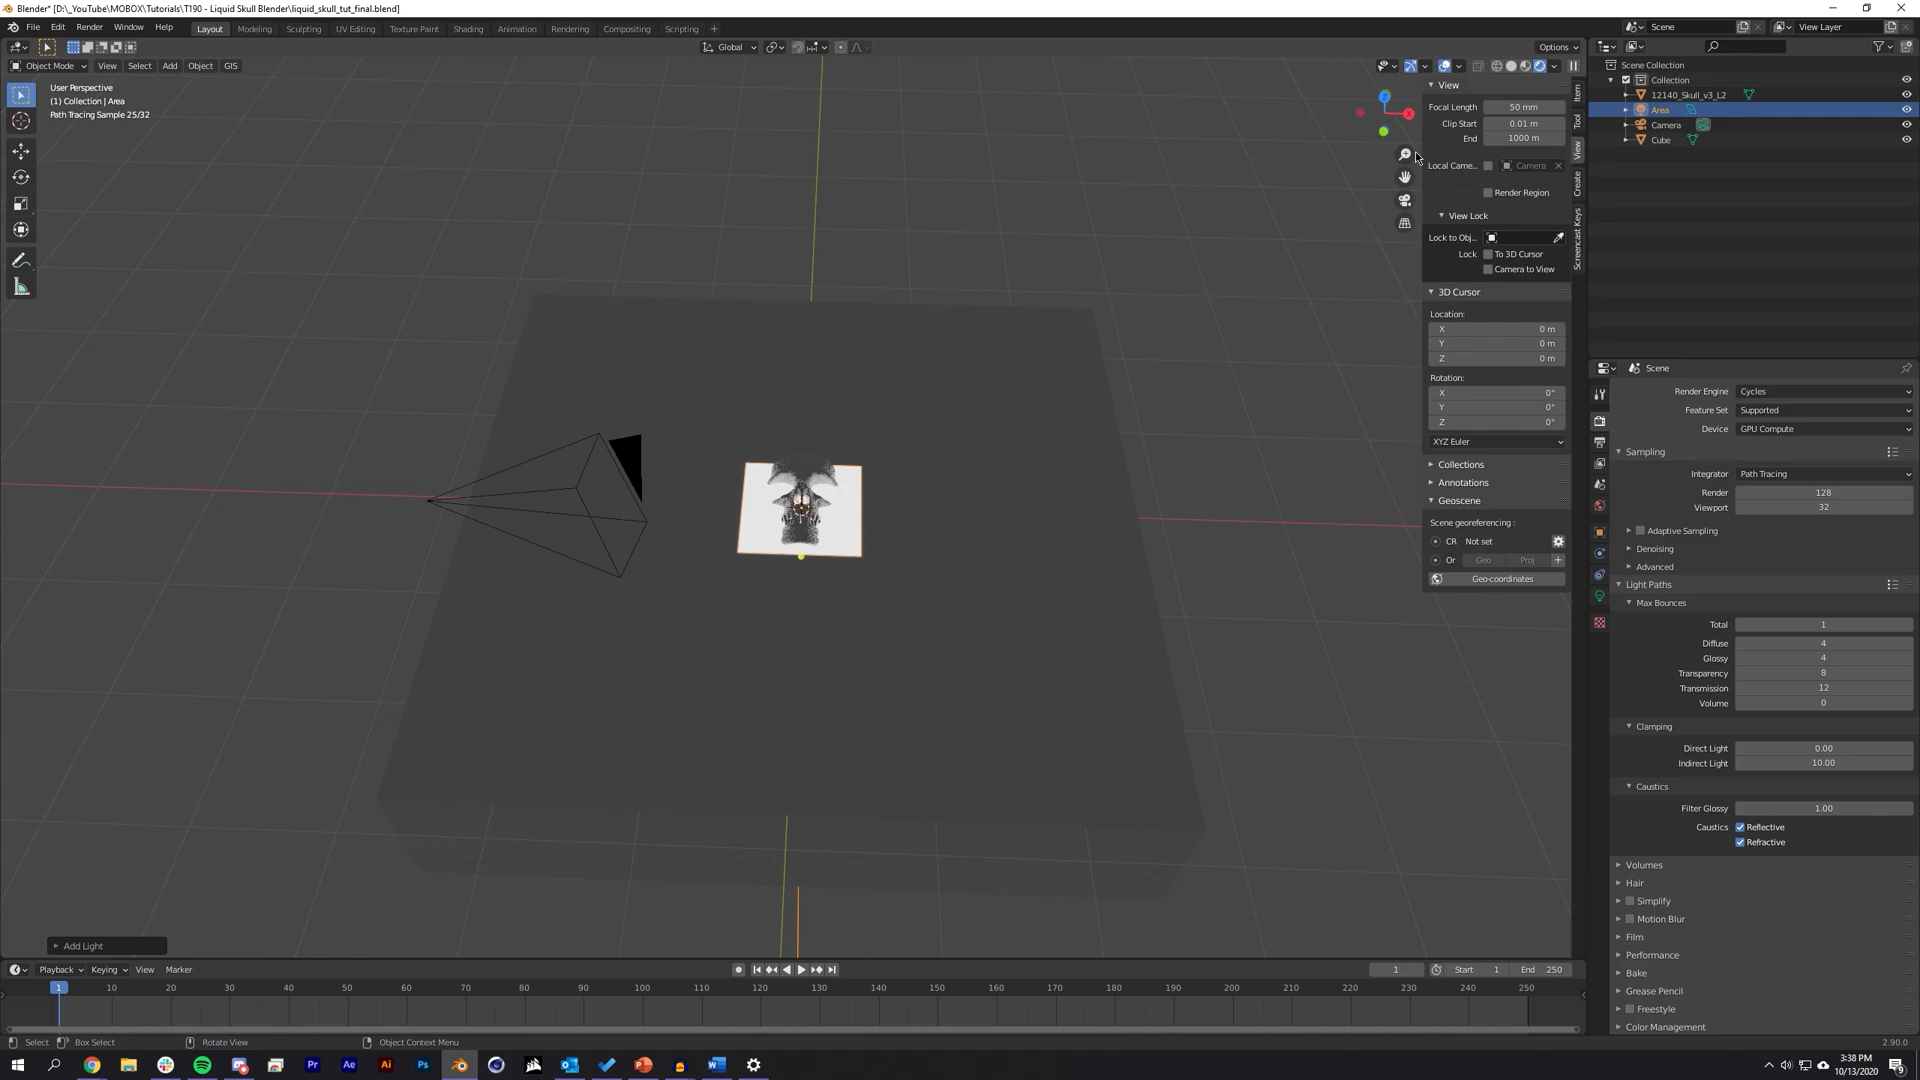 Blender* [D:\_YouTube\MOBOX\Tutorials\T190 - Liquid Skull Blender\liquid_skull_tut_final.blend]
File Edit Render Window Help
Layout Modeling Sculpting UV Editing Texture Paint Shading Animation Rendering Compositing Scripting +
Scene
View Layer
Global
Options
Object Mode View Select Add Object GIS
User Perspective
(1) Collection | Area
Path Tracing Sample 25/32
Z
X
View
Focal Length 50 mm
Clip Start 0.01 m
End 1000 m
Local Came... Camera
Render Region
View Lock
Lock to Obj...
Lock To 3D Cursor
Camera to View
3D Cursor
Location:
X 0 m
Y 0 m
Z 0 m
Rotation:
X 0°
Y 0°
Z 0°
XYZ Euler
Collections
Annotations
Geoscene
Scene georeferencing :
CR Not set
Or Geo Proj +
Geo-coordinates
Item
Tool
View
Create
Screencast Keys
Scene Collection
Collection
12140_Skull_v3_L2
Area
Camera
Cube
Scene
Render Engine Cycles
Feature Set Supported
Device GPU Compute
Sampling
Integrator Path Tracing
Render 128
Viewport 32
Adaptive Sampling
Denoising
Advanced
Light Paths
Max Bounces
Total 1
Diffuse 4
Glossy 4
Transparency 8
Transmission 12
Volume 0
Clamping
Direct Light 0.00
Indirect Light 10.00
Caustics
Filter Glossy 1.00
Caustics Reflective
Refractive
Volumes
Hair
Simplify
Motion Blur
Film
Performance
Bake
Grease Pencil
Freestyle
Color Management
Add Light
Playback Keying View Marker
1 Start 1 End 250
1 10 20 30 40 50 60 70 80 90 100 110 120 130 140 150 160 170 180 190 200 210 220 230 240 250
Select Box Select Rotate View Object Context Menu
2.90.0
Pr Ae Ai Ps
3:38 PM
10/13/2020